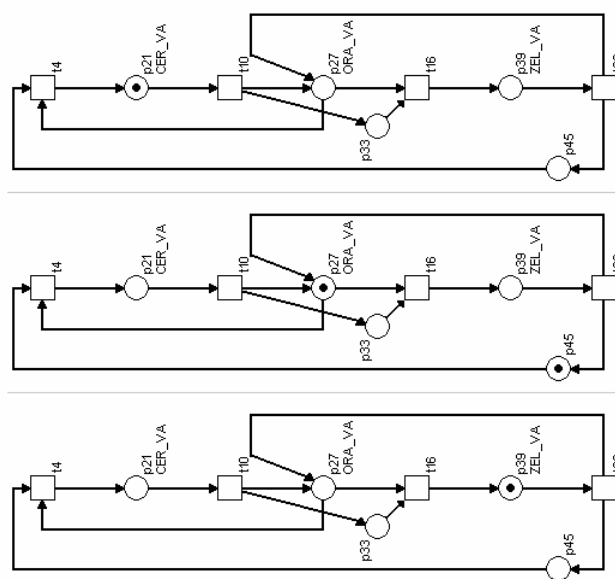 t4
p21
CER_VA
t10
p27
ORA_VA
p33
t16
p39
ZEL_VA
p45
t4
p21
CER_VA
t10
p27
ORA_VA
p33
t16
p39
ZEL_VA
p45
t4
p21
CER_VA
t10
p27
ORA_VA
p33
t16
p39
ZEL_VA
p45